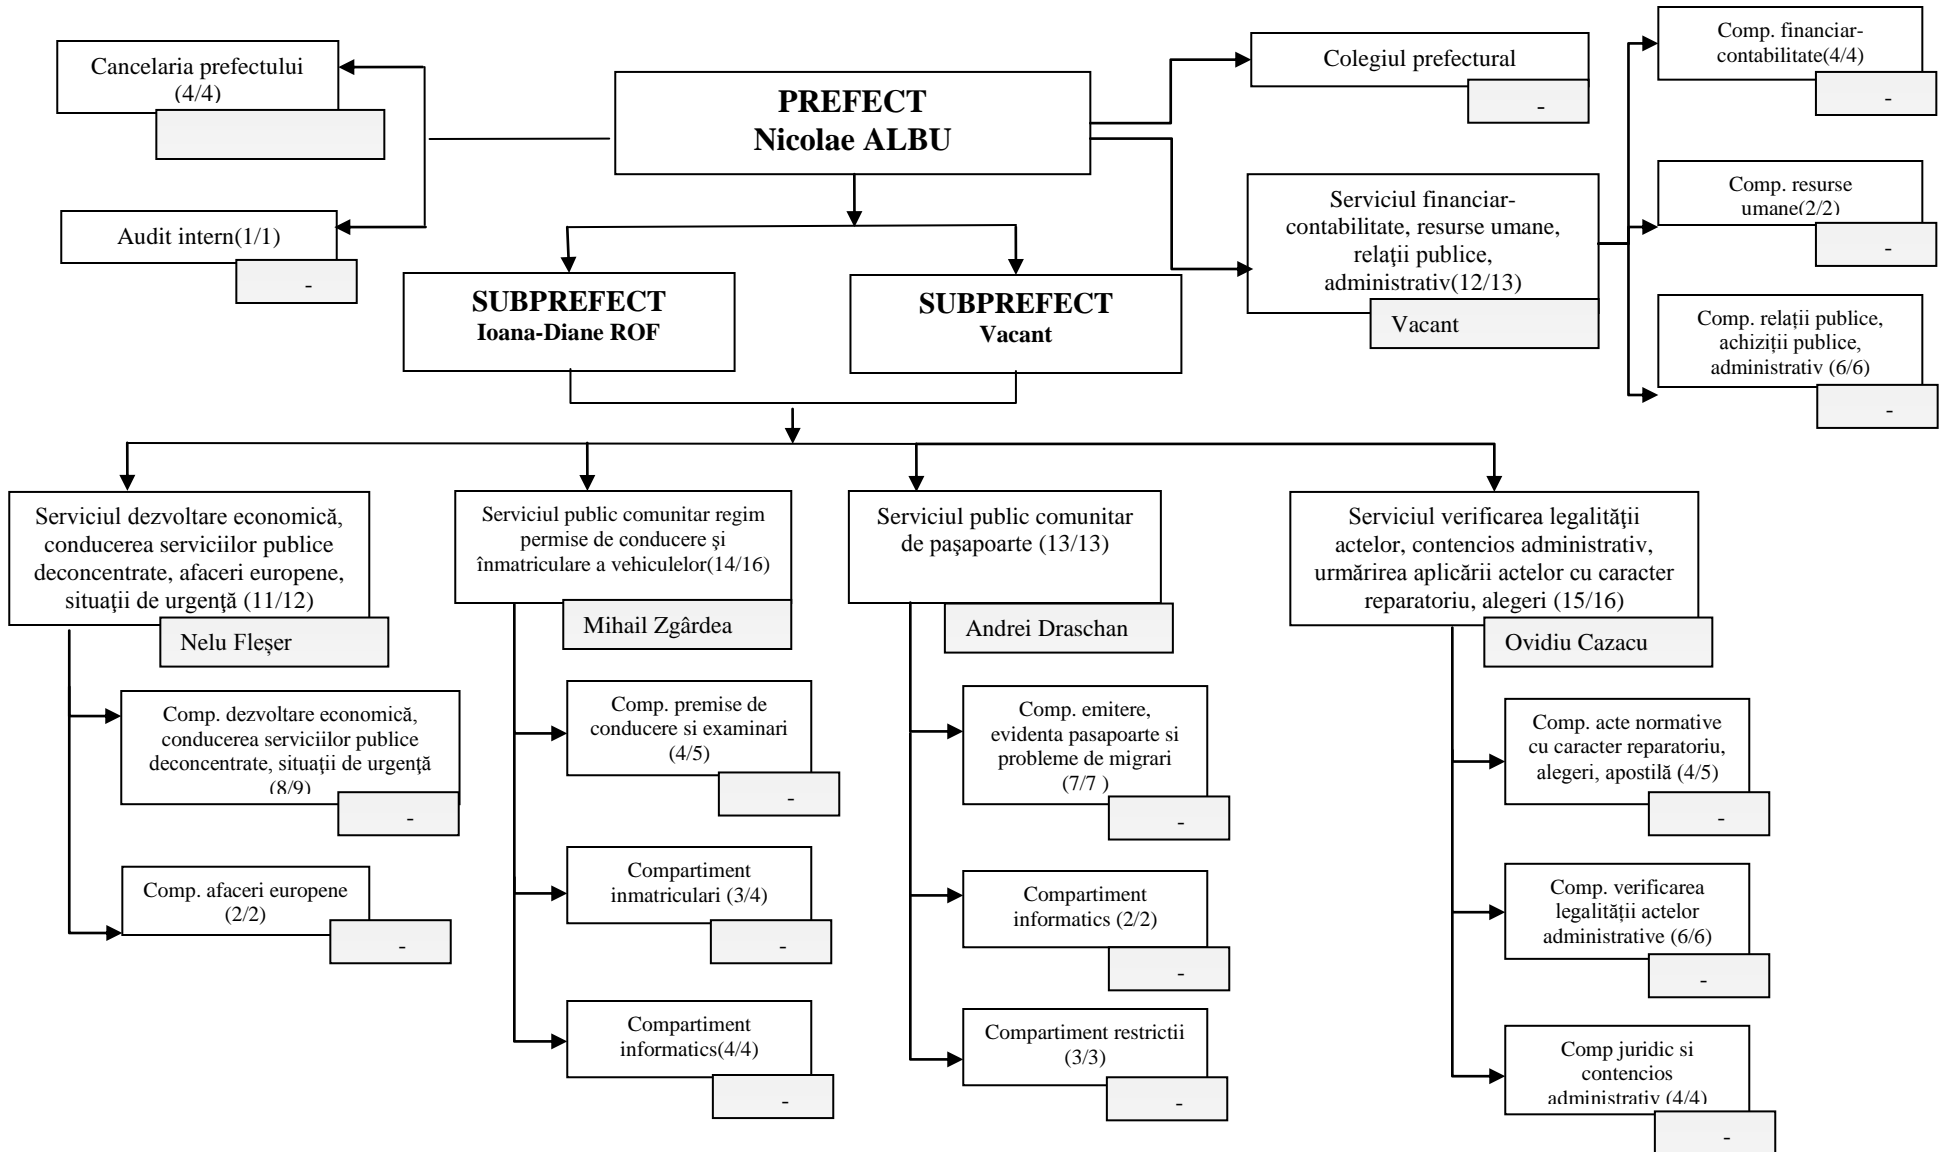 Cancelaria prefectului
(4/4)
Audit intern(1/1)
-
PREFECT
Nicolae ALBU
Colegiul prefectural
-
Serviciul financiar-
contabilitate, resurse umane,
relaţii publice,
administrativ(12/13)
Vacant
Comp. financiar-
contabilitate(4/4)
-
Comp. resurse
umane(2/2)
-
Comp. relații publice,
achiziții publice,
administrativ (6/6)
-
SUBPREFECT
Ioana-Diane ROF
SUBPREFECT
Vacant
Serviciul dezvoltare economică,
conducerea serviciilor publice
deconcentrate, afaceri europene,
situaţii de urgenţă (11/12)
Nelu Fleșer
Comp. dezvoltare economică,
conducerea serviciilor publice
deconcentrate, situaţii de urgenţă
(8/9)
-
Comp. afaceri europene
(2/2)
-
Serviciul public comunitar regim
permise de conducere şi
înmatriculare a vehiculelor(14/16)
Mihail Zgârdea
Comp. premise de
conducere si examinari
(4/5)
-
Compartiment
inmatriculari (3/4)
-
Compartiment
informatics(4/4)
-
Serviciul public comunitar
de paşapoarte (13/13)
Andrei Draschan
Comp. emitere,
evidenta pasapoarte si
probleme de migrari
(7/7 )
-
Compartiment
informatics (2/2)
-
Compartiment restrictii
(3/3)
-
Serviciul verificarea legalităţii
actelor, contencios administrativ,
urmărirea aplicării actelor cu caracter
reparatoriu, alegeri (15/16)
Ovidiu Cazacu
Comp. acte normative
cu caracter reparatoriu,
alegeri, apostilă (4/5)
-
Comp. verificarea
legalității actelor
administrative (6/6)
-
Comp juridic si
contencios
administrativ (4/4)
-